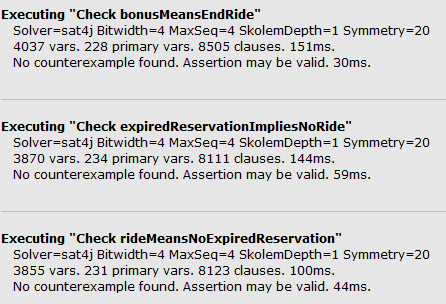 Executing "Check bonusMeansEndRide"
Solver=sat4j Bitwidth=4 MaxSeq=4 SkolemDepth=1 Symmetry=20
4037 vars. 228 primary vars. 8505 clauses. 151ms.
No counterexample found. Assertion may be valid. 30ms.
Executing "Check expiredReservationImpliesNoRide"
Solver=sat4j Bitwidth=4 MaxSeq=4 SkolemDepth=1 Symmetry=20
3870 vars. 234 primary vars. 8111 clauses. 144ms.
No counterexample found. Assertion may be valid. 59ms.
Executing "Check rideMeansNoExpiredReservation"
Solver=sat4j Bitwidth=4 MaxSeq=4 SkolemDepth=1 Symmetry=20
3855 vars. 231 primary vars. 8123 clauses. 100ms.
No counterexample found. Assertion may be valid. 44ms.